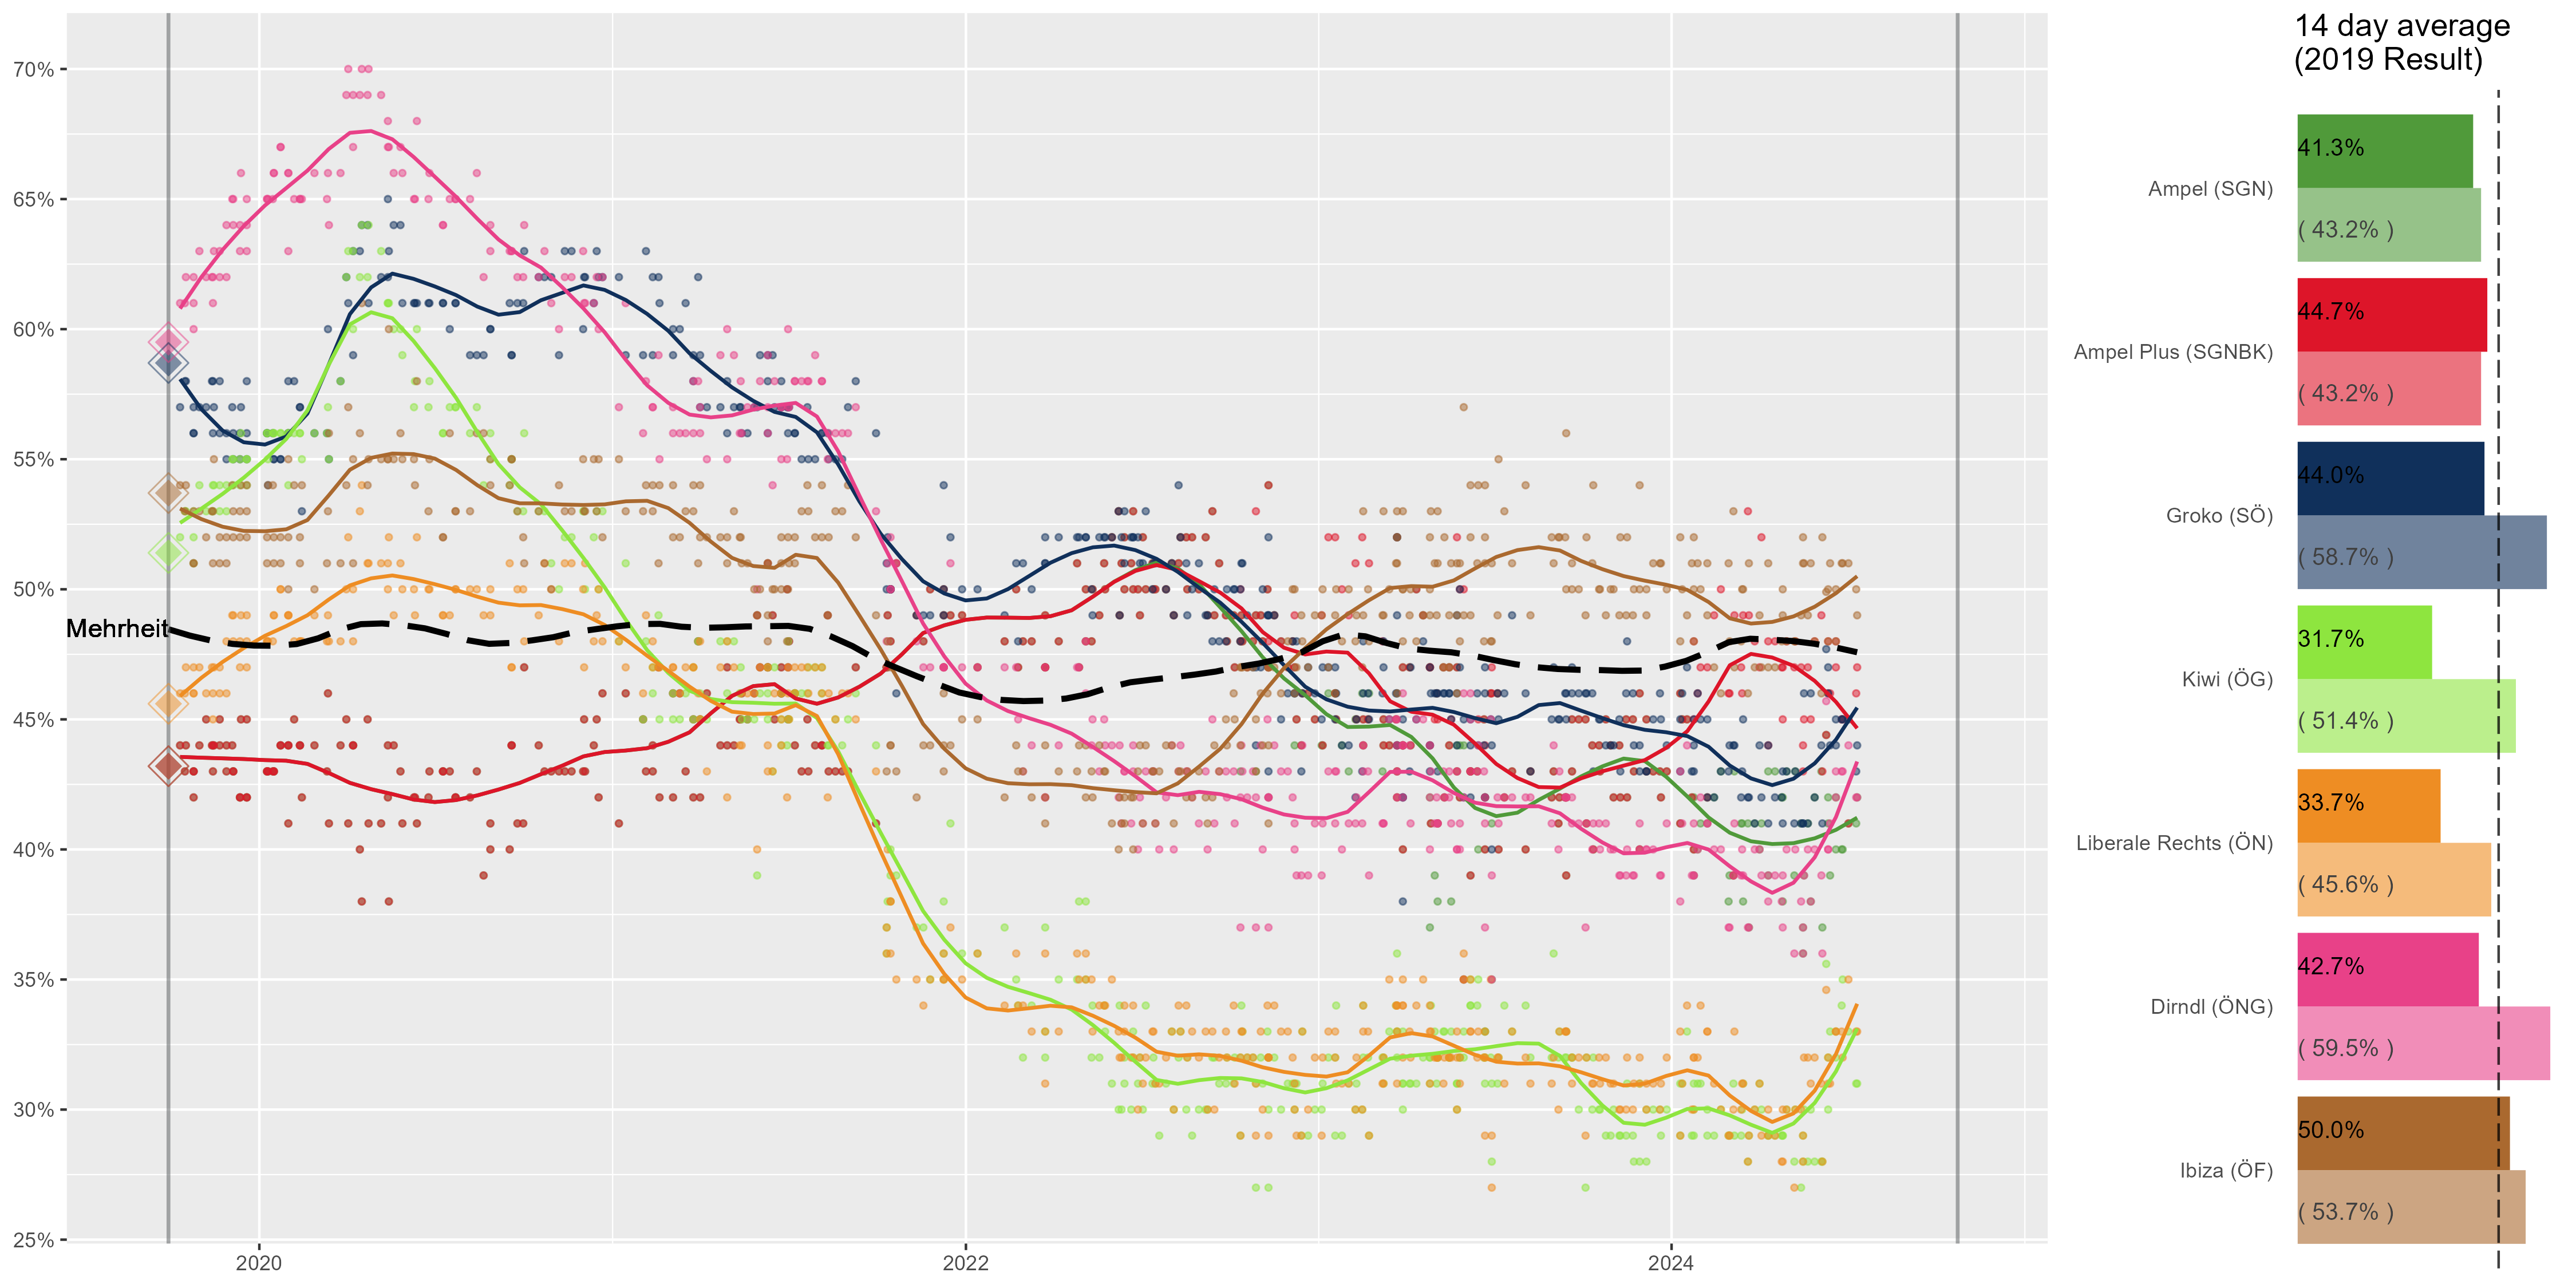 14 day average
(2019 Result)
70%
65%
60%
55%
50%
45%
40%
35%
30%
25%
Mehrheit
2020
2022
2024
Ampel (SGN)
41.3%
( 43.2% )
Ampel Plus (SGNBK)
44.7%
( 43.2% )
Groko (SÖ)
44.0%
( 58.7% )
Kiwi (ÖG)
31.7%
( 51.4% )
Liberale Rechts (ÖN)
33.7%
( 45.6% )
Dirndl (ÖNG)
42.7%
( 59.5% )
Ibiza (ÖF)
50.0%
( 53.7% )